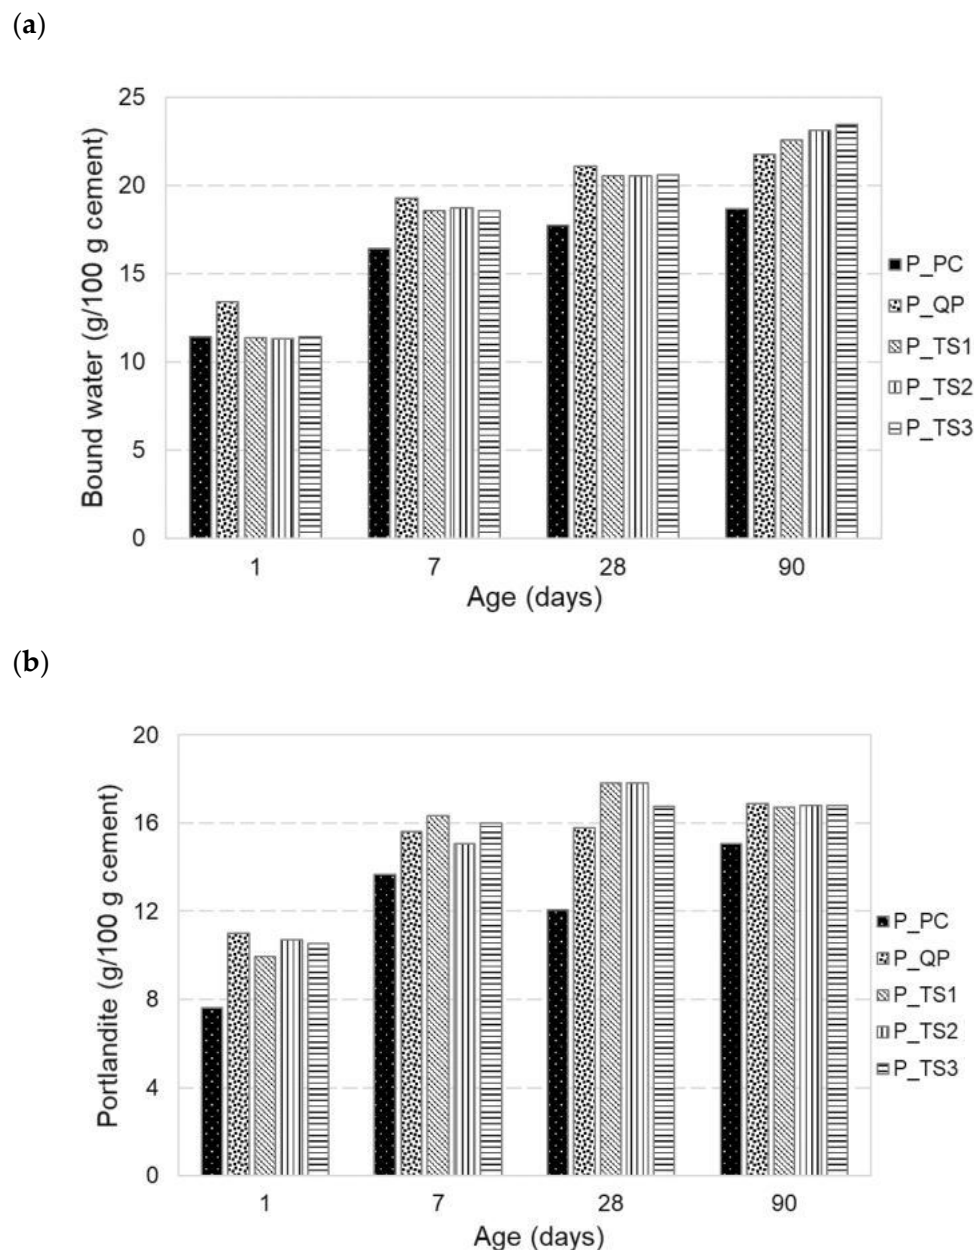 (a)
Bound water (g/100 g cement)
25
20
15
10
5
0
1 7 28 90
Age (days)
P_PC
P_QP
P_TS1
P_TS2
P_TS3
(b)
Portlandite (g/100 g cement)
20
16
12
8
4
0
1 7 28 90
Age (days)
P_PC
P_QP
P_TS1
P_TS2
P_TS3